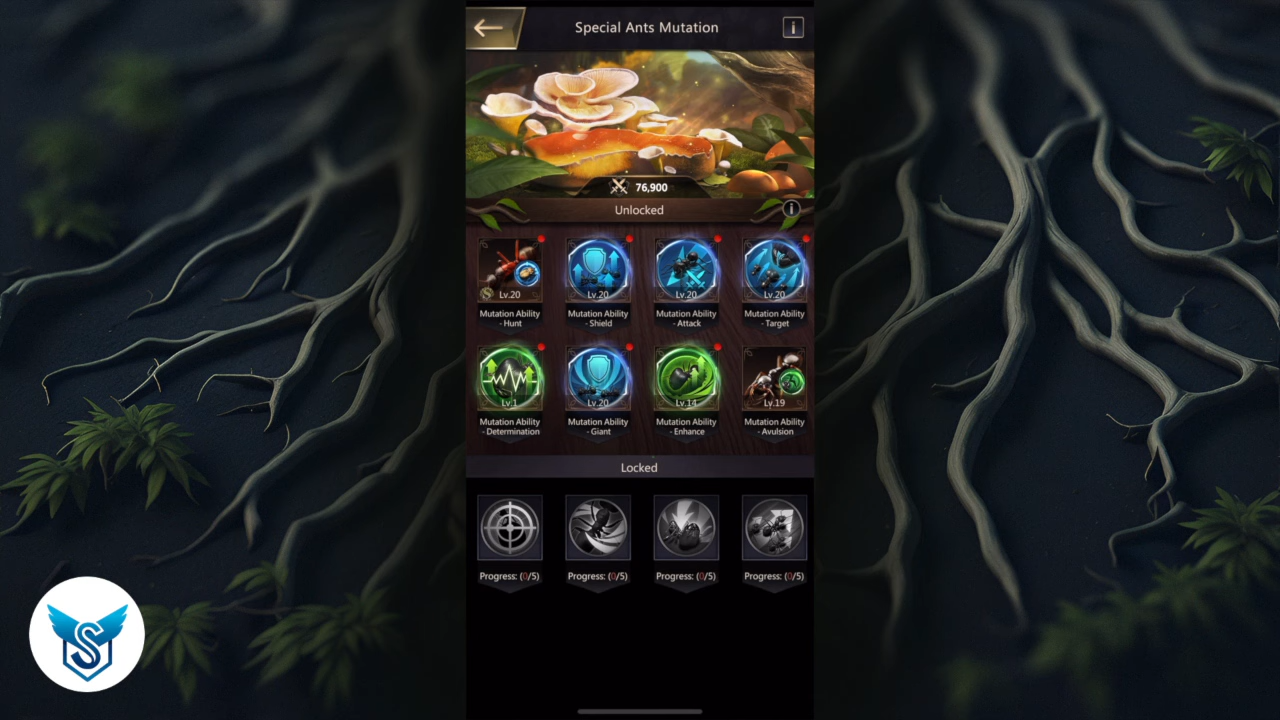 Special Ants Mutation
76,900
Unlocked
Lv.20
Lv.20
Lv.20
Lv.20
Mutation Ability
- Hunt
Mutation Ability
- Shield
Mutation Ability
- Attack
Mutation Ability
- Target
Lv.1
Lv.20
Lv.14
Lv.19
Mutation Ability
- Determination
Mutation Ability
- Giant
Mutation Ability
- Enhance
Mutation Ability
- Avulsion
Locked
Progress: (0/5)
Progress: (0/5)
Progress: (0/5)
Progress: (0/5)
S